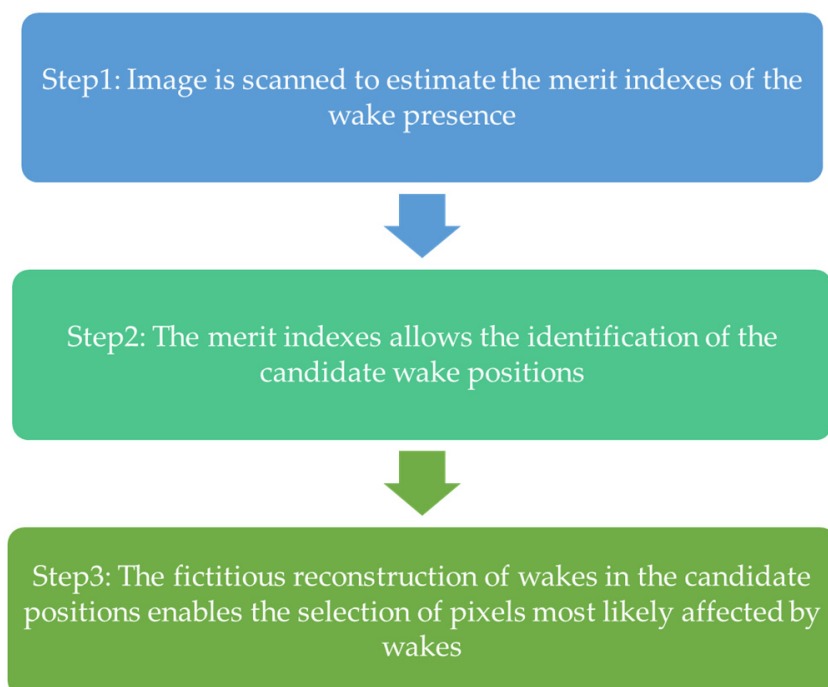 Step1: Image is scanned to estimate the merit indexes of the
wake presence
Step2: The merit indexes allows the identification of the
candidate wake positions
Step3: The fictitious reconstruction of wakes in the candidate
positions enables the selection of pixels most likely affected by
wakes